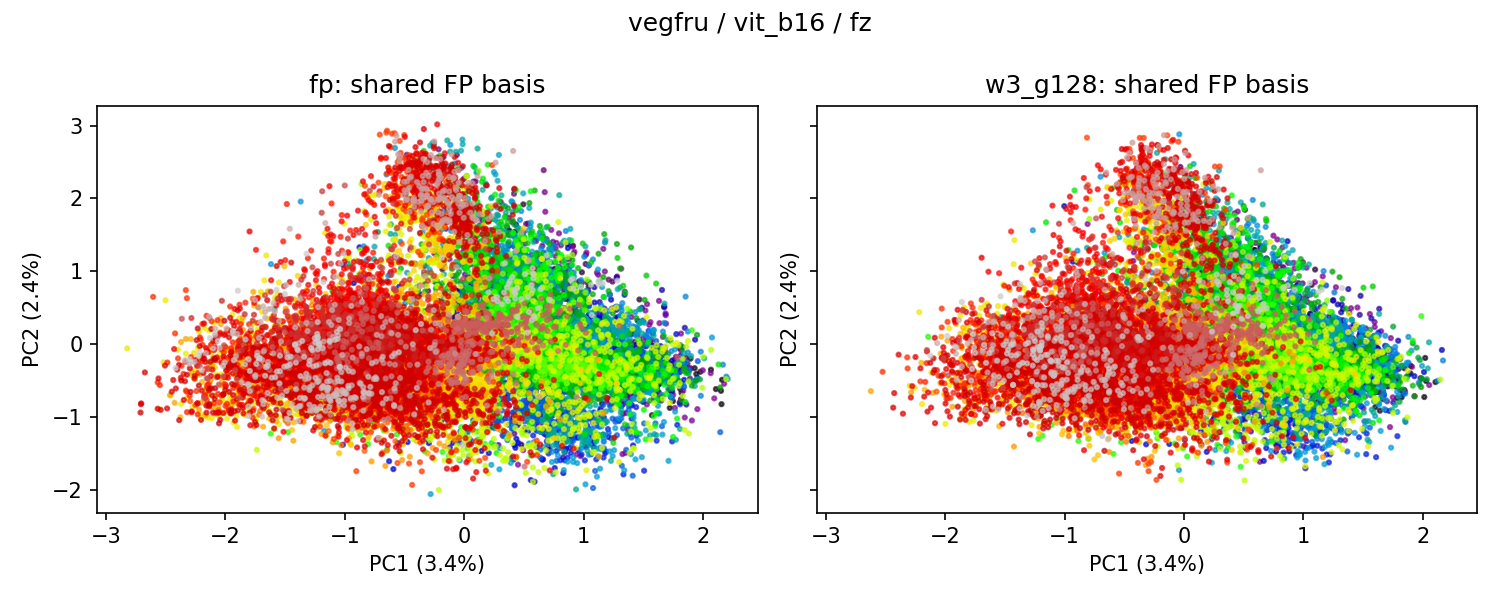 vegfru / vit_b16 / fz
fp: shared FP basis
w3_g128: shared FP basis
PC2 (2.4%)
3
2
1
0
−1
−2
−3
−2
−1
0
1
2
PC1 (3.4%)
PC2 (2.4%)
−3
−2
−1
0
1
2
PC1 (3.4%)